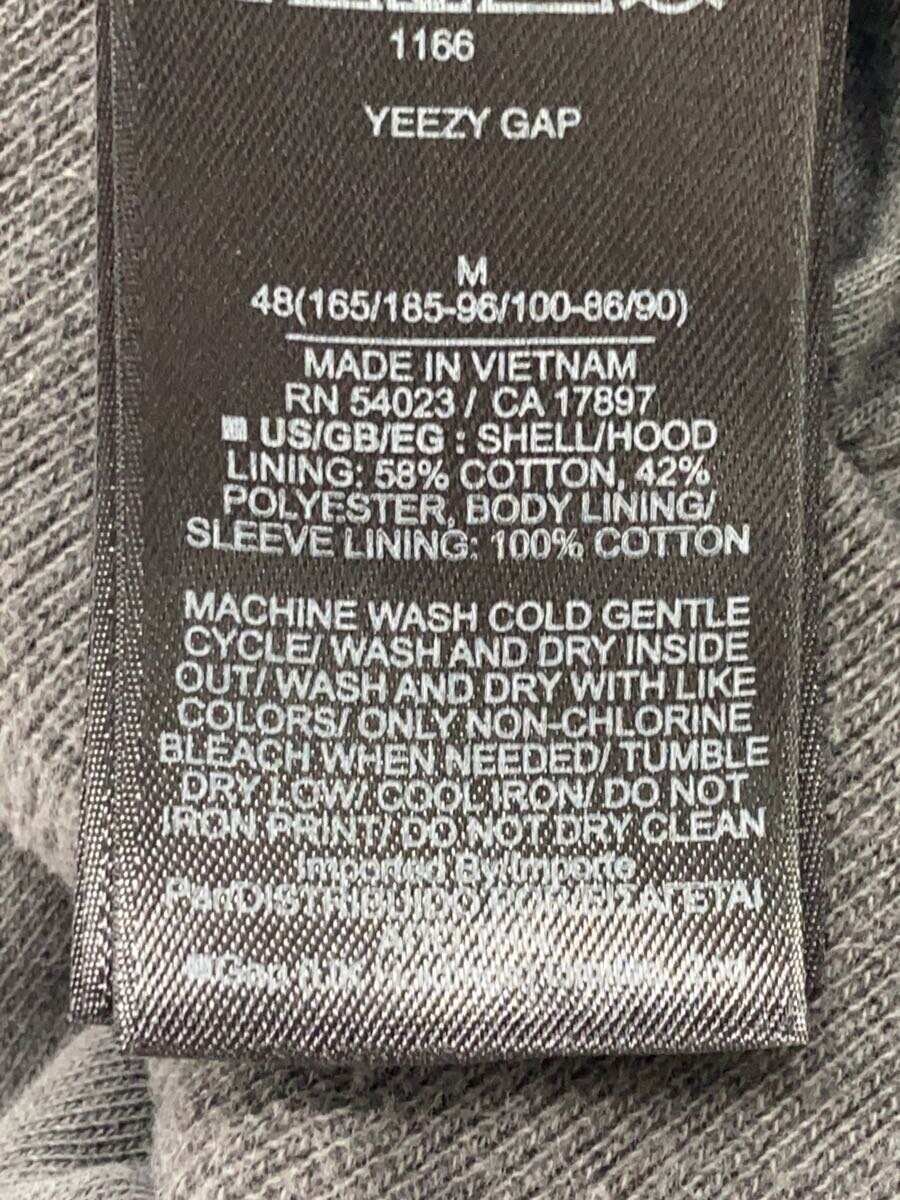 1166
YEEZY GAP
M
48(165/185-96/100-86/90)
MADE IN VIETNAM
RN 54023 / CA 17897
US/GB/EG : SHELL/HOOD
LINING: 58% COTTON, 42%
POLYESTER, BODY LINING/
SLEEVE LINING: 100% COTTON
MACHINE WASH COLD GENTLE
CYCLE/ WASH AND DRY INSIDE
OUT/ WASH AND DRY WITH LIKE
COLORS/ ONLY NON-CHLORINE
BLEACH WHEN NEEDED/ TUMBLE
DRY LOW/ COOL IRON/ DO NOT
IRON PRINT/ DO NOT DRY CLEAN
Imported By/Importe
Par/DISTRIBUIDO